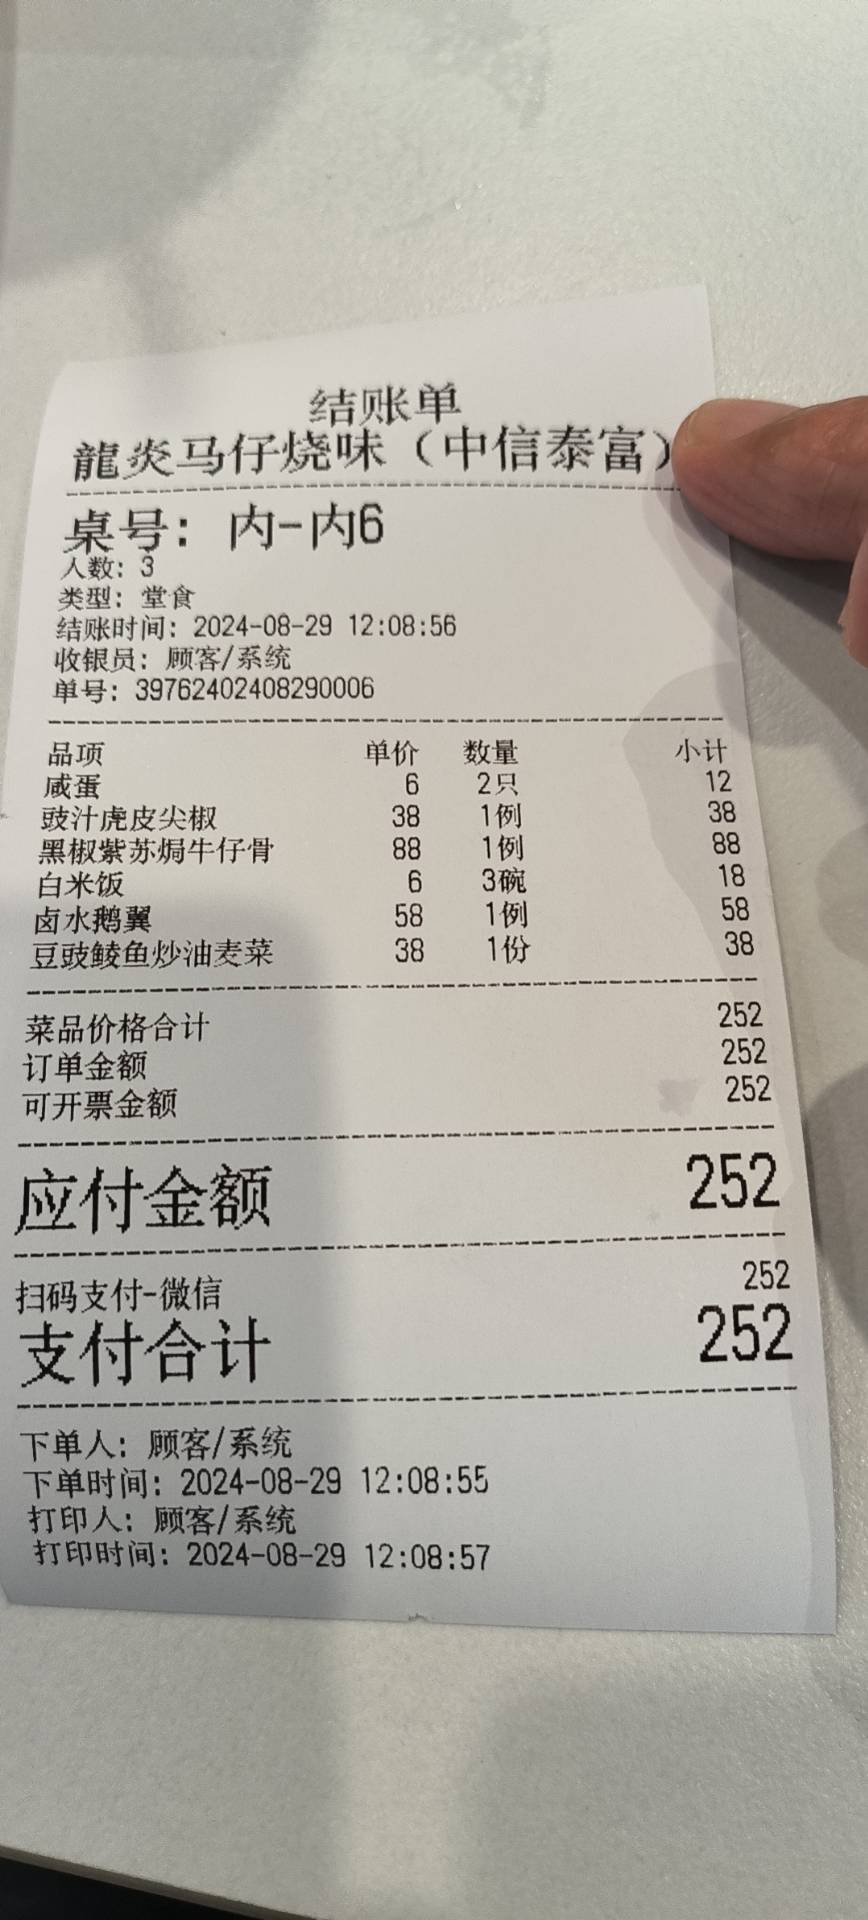 结账单
龍炎马仔烧味（中信泰富）
桌号: 内-内6
人数: 3
类型: 堂食
结账时间: 2024-08-29 12:08:56
收银员: 顾客/系统
单号: 39762402408290006
品项 单价 数量 小计
咸蛋 6 2只 12
豉汁虎皮尖椒 38 1例 38
黑椒紫苏焗牛仔骨 88 1例 88
白米饭 6 3碗 18
卤水鹅翼 58 1例 58
豆豉鲮鱼炒油麦菜 38 1份 38
菜品价格合计 252
订单金额 252
可开票金额 252
应付金额 252
扫码支付-微信 252
支付合计 252
下单人: 顾客/系统
下单时间: 2024-08-29 12:08:55
打印人: 顾客/系统
打印时间: 2024-08-29 12:08:57